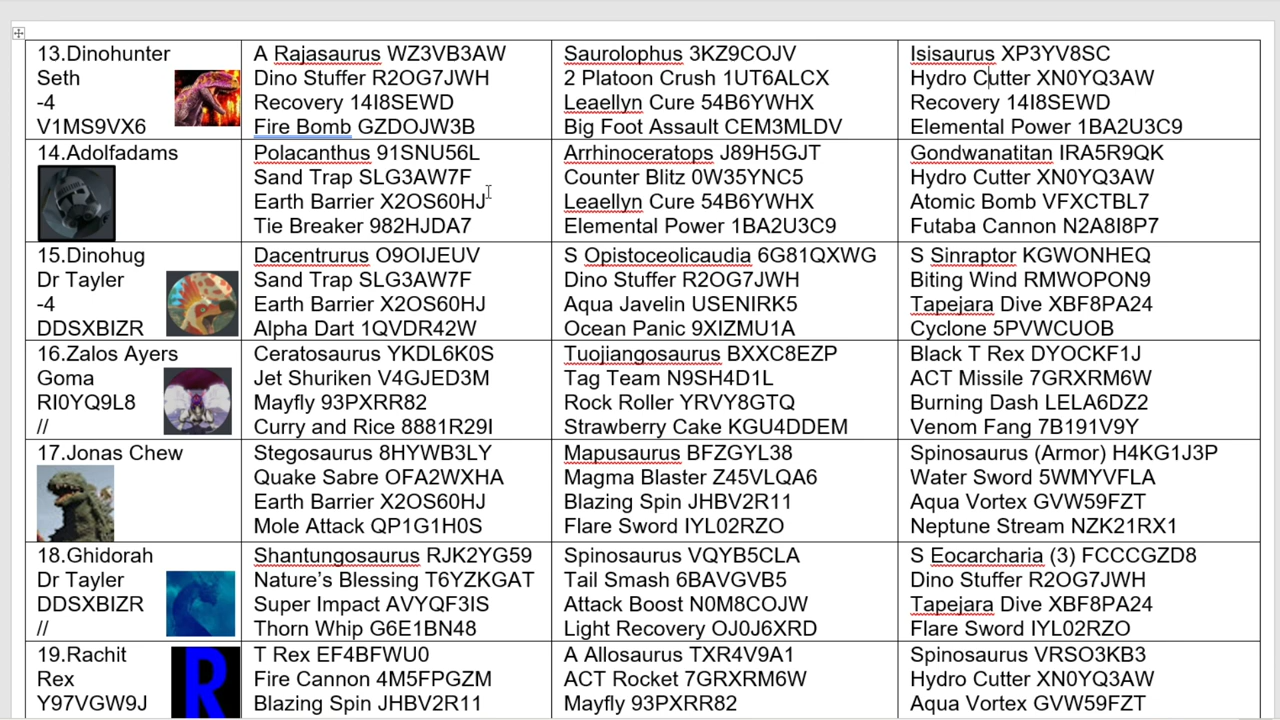 13.Dinohunter
Seth
-4
V1MS9VX6
A Rajasaurus WZ3VB3AW
Dino Stuffer R2OG7JWH
Recovery 14I8SEWD
Fire Bomb GZDOJW3B
Saurolophus 3KZ9COJV
2 Platoon Crush 1UT6ALCX
Leaellyn Cure 54B6YWHX
Big Foot Assault CEM3MLDV
Isisaurus XP3YV8SC
Hydro Cutter XN0YQ3AW
Recovery 14I8SEWD
Elemental Power 1BA2U3C9
14.Adolfadams
Polacanthus 91SNU56L
Sand Trap SLG3AW7F
Earth Barrier X2OS60HJ
Tie Breaker 982HJDA7
Arrhinoceratops J89H5GJT
Counter Blitz 0W35YNC5
Leaellyn Cure 54B6YWHX
Elemental Power 1BA2U3C9
Gondwanatitan IRA5R9QK
Hydro Cutter XN0YQ3AW
Atomic Bomb VFXCTBL7
Futaba Cannon N2A8I8P7
15.Dinohug
Dr Tayler
-4
DDSXBIZR
Dacentrurus O9OIJEUV
Sand Trap SLG3AW7F
Earth Barrier X2OS60HJ
Alpha Dart 1QVDR42W
S Opistoceolicaudia 6G81QXWG
Dino Stuffer R2OG7JWH
Aqua Javelin USENIRK5
Ocean Panic 9XIZMU1A
S Sinraptor KGWONHEQ
Biting Wind RMWOPON9
Tapejara Dive XBF8PA24
Cyclone 5PVWCUOB
16.Zalos Ayers
Goma
RI0YQ9L8
//
Ceratosaurus YKDL6K0S
Jet Shuriken V4GJED3M
Mayfly 93PXRR82
Curry and Rice 8881R29I
Tuojiangosaurus BXXC8EZP
Tag Team N9SH4D1L
Rock Roller YRVY8GTQ
Strawberry Cake KGU4DDEM
Black T Rex DYOCKF1J
ACT Missile 7GRXRM6W
Burning Dash LELA6DZ2
Venom Fang 7B191V9Y
17.Jonas Chew
Stegosaurus 8HYWB3LY
Quake Sabre OFA2WXHA
Earth Barrier X2OS60HJ
Mole Attack QP1G1H0S
Mapusaurus BFZGYL38
Magma Blaster Z45VLQA6
Blazing Spin JHBV2R11
Flare Sword IYL02RZO
Spinosaurus (Armor) H4KG1J3P
Water Sword 5WMYVFLA
Aqua Vortex GVW59FZT
Neptune Stream NZK21RX1
18.Ghidorah
Dr Tayler
DDSXBIZR
//
Shantungosaurus RJK2YG59
Nature’s Blessing T6YZKGAT
Super Impact AVYQF3IS
Thorn Whip G6E1BN48
Spinosaurus VQYB5CLA
Tail Smash 6BAVGVB5
Attack Boost N0M8COJW
Light Recovery OJ0J6XRD
S Eocarcharia (3) FCCCGZD8
Dino Stuffer R2OG7JWH
Tapejara Dive XBF8PA24
Flare Sword IYL02RZO
19.Rachit
Rex
Y97VGW9J
R
T Rex EF4BFWU0
Fire Cannon 4M5FPGZM
Blazing Spin JHBV2R11
A Allosaurus TXR4V9A1
ACT Rocket 7GRXRM6W
Mayfly 93PXRR82
Spinosaurus VRSO3KB3
Hydro Cutter XN0YQ3AW
Aqua Vortex GVW59FZT